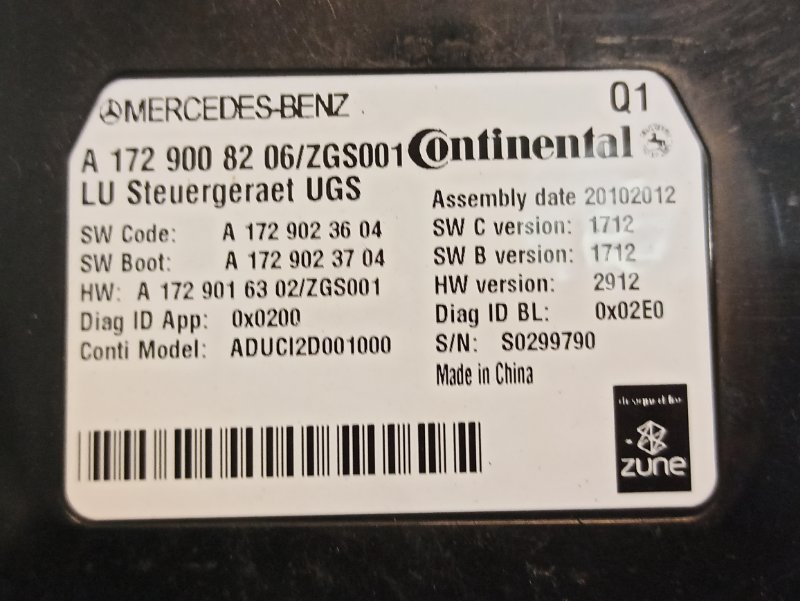 MERCEDES-BENZ
Q1
A 172 900 82 06/ZGS001
Continental
LU Steuergeraet UGS
Assembly date 20102012
SW Code: A 172 902 36 04
SW C version: 1712
SW Boot: A 172 902 37 04
SW B version: 1712
HW: A 172 901 63 02/ZGS001
HW version: 2912
Diag ID App: 0x0200
Diag ID BL: 0x02E0
Conti Model: ADUCI2D001000
S/N: S0299790
Made in China
designed for
zune